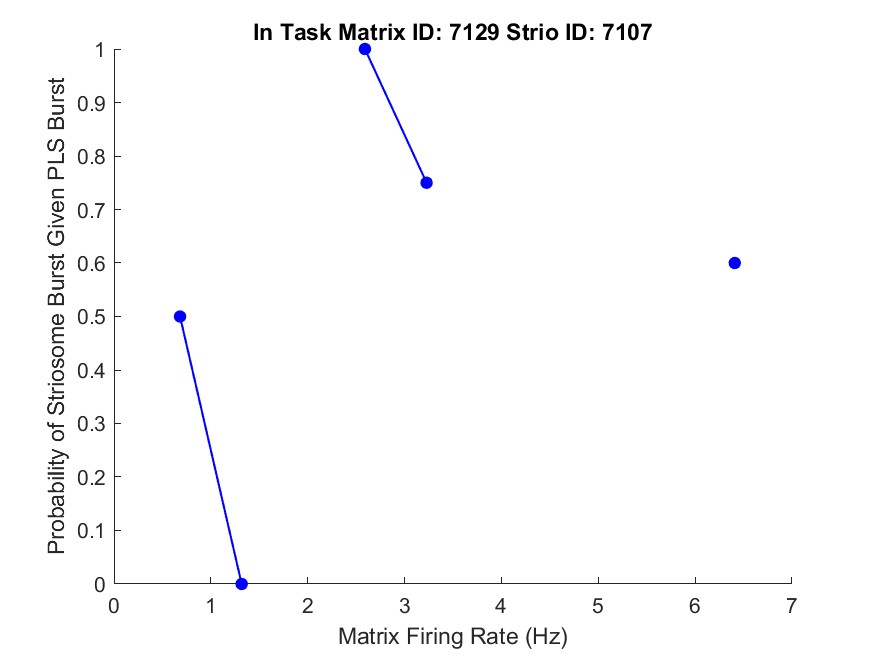 In Task Matrix ID: 7129 Strio ID: 7107
Probability of Striosome Burst Given PLS Burst
1
0.9
0.8
0.7
0.6
0.5
0.4
0.3
0.2
0.1
0
0 1 2 3 4 5 6 7
Matrix Firing Rate (Hz)